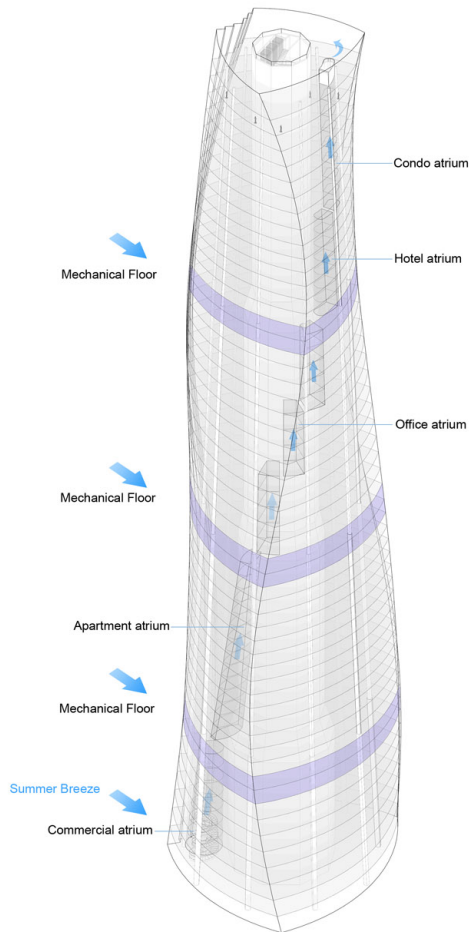 Condo atrium
Hotel atrium
Mechanical Floor
Office atrium
Mechanical Floor
Apartment atrium
Mechanical Floor
Summer Breeze
Commercial atrium